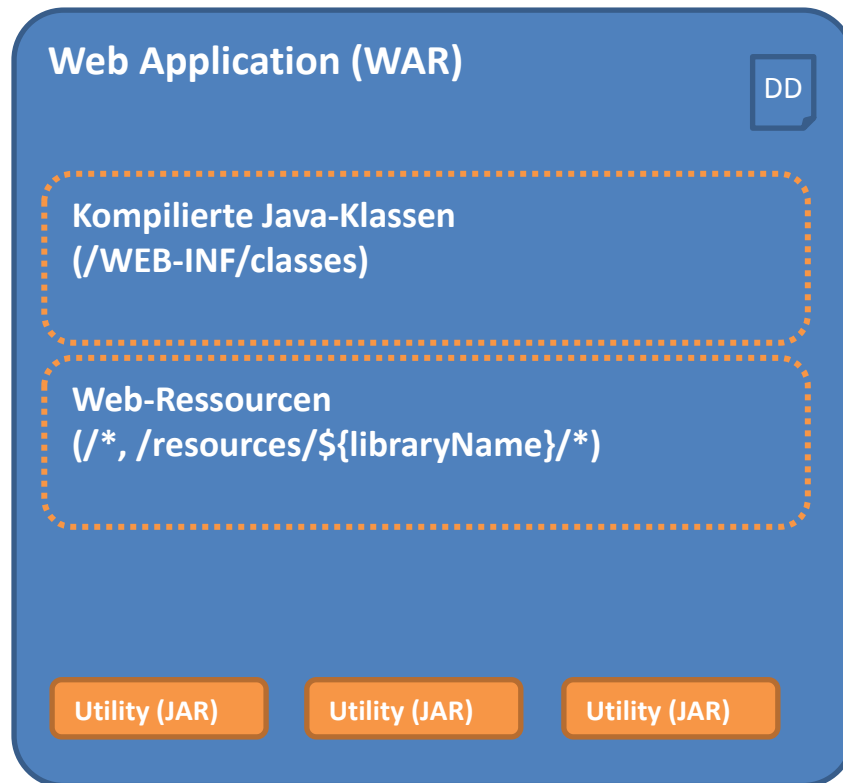 Web Application (WAR)
DD
Kompilierte Java-Klassen
(/WEB-INF/classes)
Web-Ressourcen
(/*, /resources/${libraryName}/*)
Utility (JAR)
Utility (JAR)
Utility (JAR)